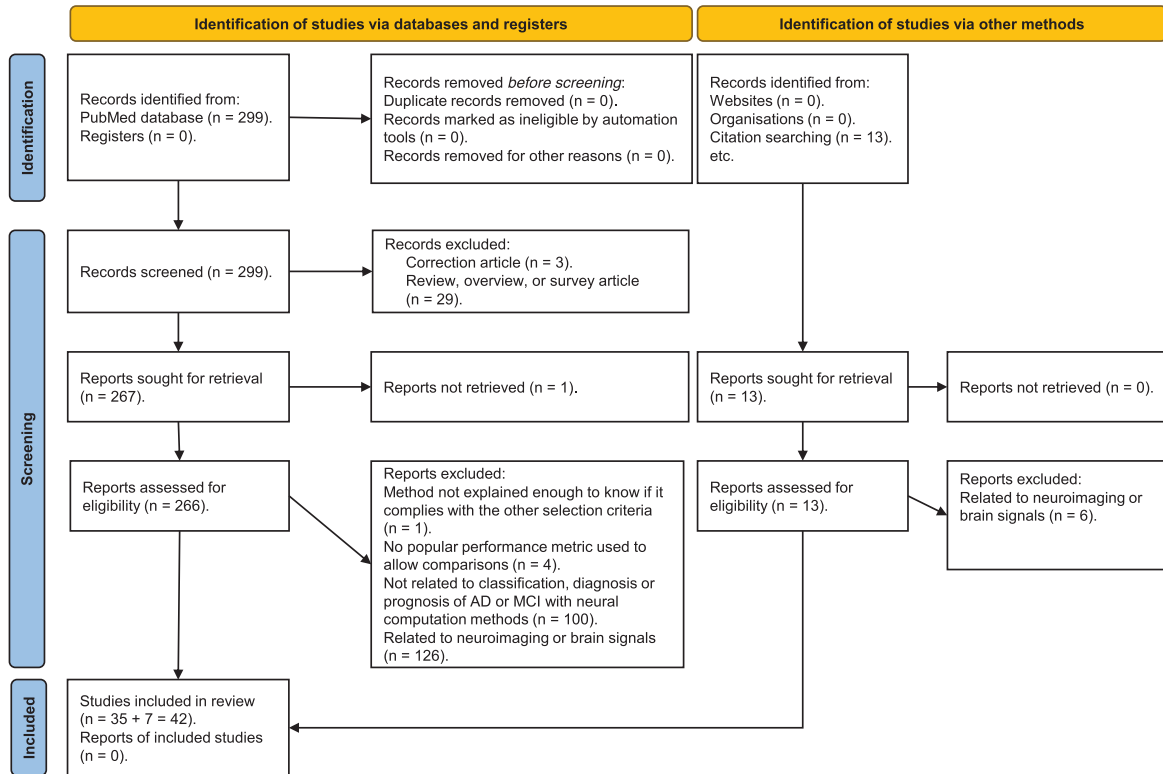 Identification of studies via databases and registers
Identification of studies via other methods
Identification
Records identified from:
PubMed database (n = 299).
Registers (n = 0).
Records removed before screening:
Duplicate records removed (n = 0).
Records marked as ineligible by automation
tools (n = 0).
Records removed for other reasons (n = 0).
Records identified from:
Websites (n = 0).
Organisations (n = 0).
Citation searching (n = 13).
etc.
Screening
Records screened (n = 299).
Records excluded:
Correction article (n = 3).
Review, overview, or survey article
(n = 29).
Reports sought for retrieval
(n = 267).
Reports not retrieved (n = 1).
Reports sought for retrieval
(n = 13).
Reports not retrieved (n = 0).
Reports assessed for
eligibility (n = 266).
Reports excluded:
Method not explained enough to know if it
complies with the other selection criteria
(n = 1).
No popular performance metric used to
allow comparisons (n = 4).
Not related to classification, diagnosis or
prognosis of AD or MCI with neural
computation methods (n = 100).
Related to neuroimaging or brain signals
(n = 126).
Reports assessed for
eligibility (n = 13).
Reports excluded:
Related to neuroimaging or
brain signals (n = 6).
Included
Studies included in review
(n = 35 + 7 = 42).
Reports of included studies
(n = 0).